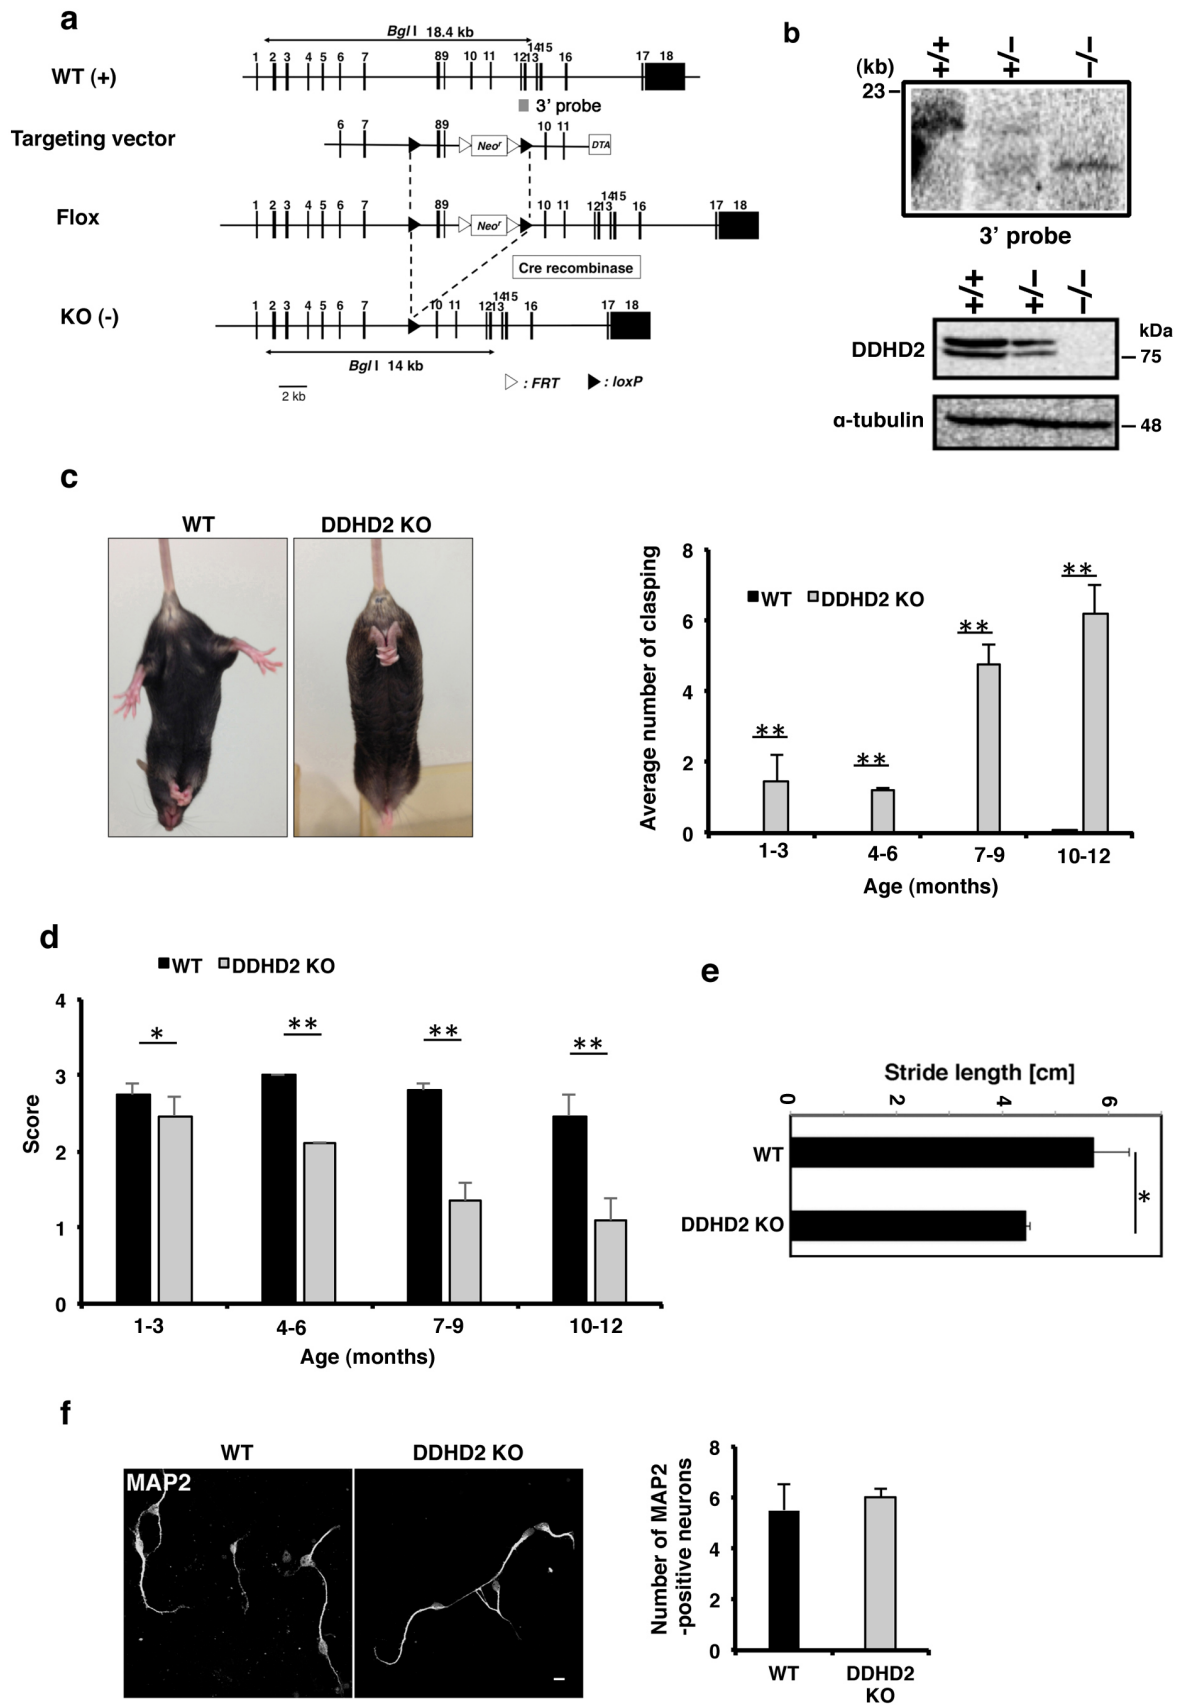 a
Bgl I 18.4 kb
1 2 3 4 5 6 7 89 10 11 12 13 14 15 16 17 18
WT (+)
3’ probe
Targeting vector
6 7 89 Neor 10 11 DTA
Flox
1 2 3 4 5 6 7 89 Neor 10 11 12 13 14 15 16 17 18
Cre recombinase
KO (-)
1 2 3 4 5 6 7 10 11 12 13 14 15 16 17 18
Bgl I 14 kb
2 kb
: FRT : loxP
b
(kb) +/+ +/− −/−
23
3’ probe
+/+ +/− −/−
kDa
DDHD2 75
α-tubulin 48
c
WT DDHD2 KO
Average number of clasping
8
6
4
2
0
WT DDHD2 KO
** ** ** **
1-3 4-6 7-9 10-12
Age (months)
d
WT DDHD2 KO
Score
4
3
2
1
0
* ** ** **
1-3 4-6 7-9 10-12
Age (months)
e
Stride length [cm]
0 2 4 6
WT
*
DDHD2 KO
f
WT DDHD2 KO
MAP2
Number of MAP2
-positive neurons
8
6
4
2
0
WT DDHD2
KO